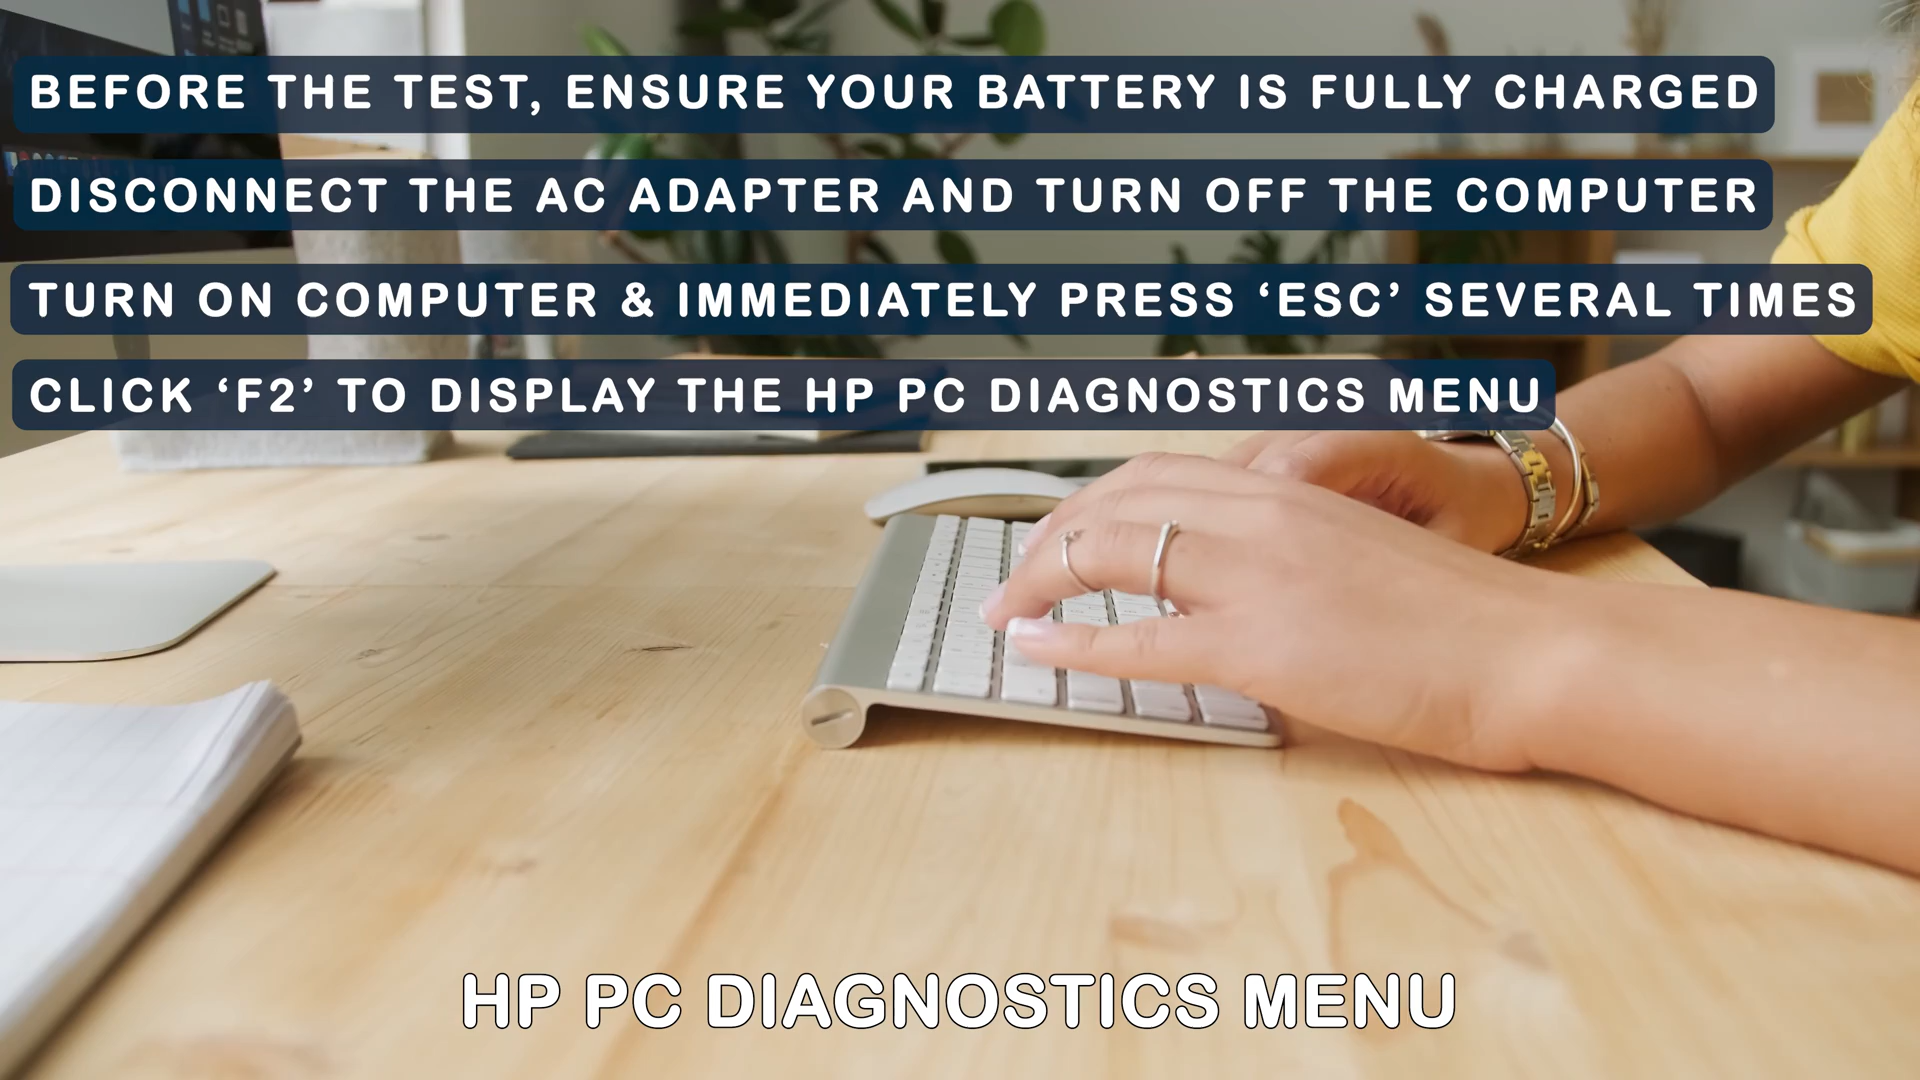 BEFORE THE TEST, ENSURE YOUR BATTERY IS FULLY CHARGED
DISCONNECT THE AC ADAPTER AND TURN OFF THE COMPUTER
TURN ON COMPUTER & IMMEDIATELY PRESS ‘ESC’ SEVERAL TIMES
CLICK ‘F2’ TO DISPLAY THE HP PC DIAGNOSTICS MENU
HP PC DIAGNOSTICS MENU